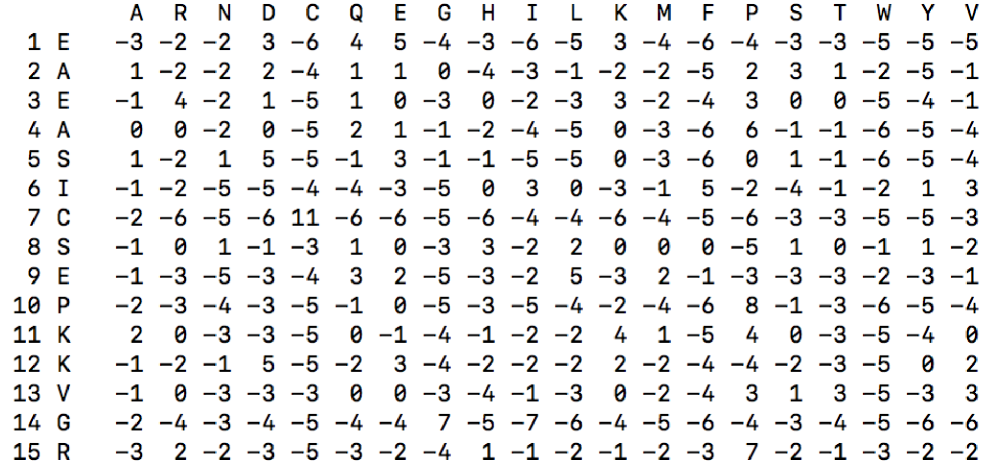 A R N D C Q E G H I L K M F P S T W Y V
1 E -3 -2 -2 3 -6 4 5 -4 -3 -6 -5 3 -4 -6 -4 -3 -3 -5 -5 -5
2 A 1 -2 -2 2 -4 1 1 0 -4 -3 -1 -2 -2 -5 2 3 1 -2 -5 -1
3 E -1 4 -2 1 -5 1 0 -3 0 -2 -3 3 -2 -4 3 0 0 -5 -4 -1
4 A 0 0 -2 0 -5 2 1 -1 -2 -4 -5 0 -3 -6 6 -1 -1 -6 -5 -4
5 S 1 -2 1 5 -5 -1 3 -1 -1 -5 -5 0 -3 -6 0 1 -1 -6 -5 -4
6 I -1 -2 -5 -5 -4 -4 -3 -5 0 3 0 -3 -1 5 -2 -4 -1 -2 1 3
7 C -2 -6 -5 -6 11 -6 -6 -5 -6 -4 -4 -6 -4 -5 -6 -3 -3 -5 -5 -3
8 S -1 0 1 -1 -3 1 0 -3 3 -2 2 0 0 0 -5 1 0 -1 1 -2
9 E -1 -3 -5 -3 -4 3 2 -5 -3 -2 5 -3 2 -1 -3 -3 -3 -2 -3 -1
10 P -2 -3 -4 -3 -5 -1 0 -5 -3 -5 -4 -2 -4 -6 8 -1 -3 -6 -5 -4
11 K 2 0 -3 -3 -5 0 -1 -4 -1 -2 -2 4 1 -5 4 0 -3 -5 -4 0
12 K -1 -2 -1 5 -5 -2 3 -4 -2 -2 -2 2 -2 -4 -4 -2 -3 -5 0 2
13 V -1 0 -3 -3 -3 0 0 -3 -4 -1 -3 0 -2 -4 3 1 3 -5 -3 3
14 G -2 -4 -3 -4 -5 -4 -4 7 -5 -7 -6 -4 -5 -6 -4 -3 -4 -5 -6 -6
15 R -3 2 -2 -3 -5 -3 -2 -4 1 -1 -2 -1 -2 -3 7 -2 -1 -3 -2 -2